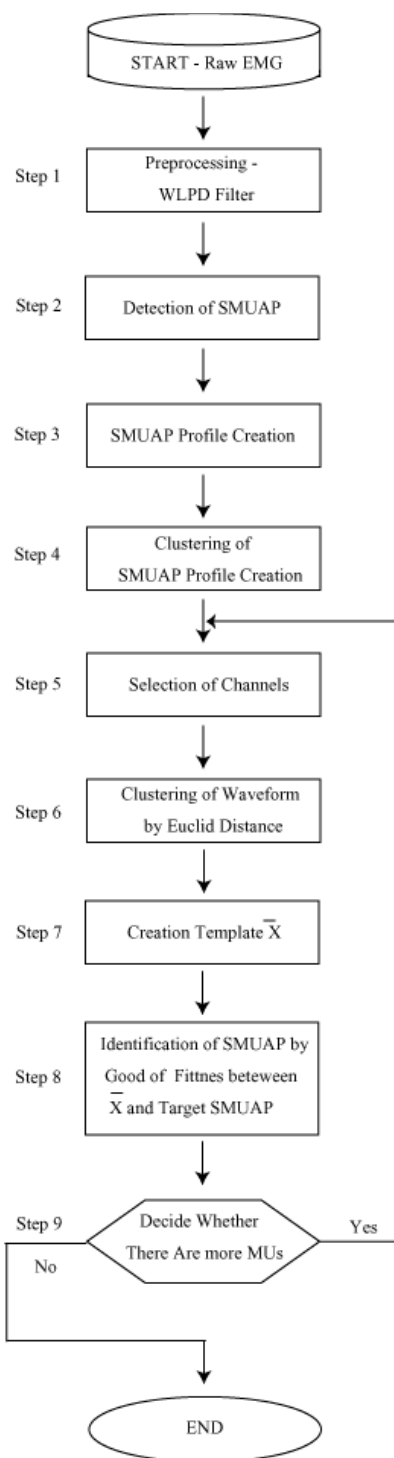 START - Raw EMG
Step 1
Preprocessing -
WLPD Filter
Step 2
Detection of SMUAP
Step 3
SMUAP Profile Creation
Step 4
Clustering of
SMUAP Profile Creation
Step 5
Selection of Channels
Step 6
Clustering of Waveform
by Euclid Distance
Step 7
Creation Template X̅
Step 8
Identification of SMUAP by
Good of Fittnes beteween
X̅ and Target SMUAP
Step 9
Decide Whether
There Are more MUs
Yes
No
END